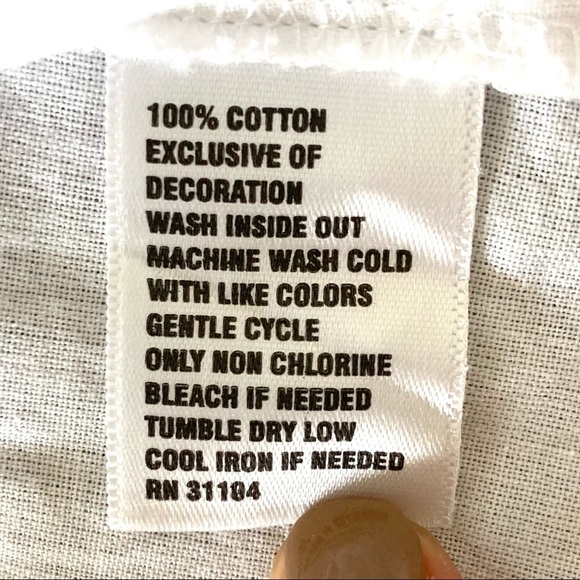 100% COTTON
EXCLUSIVE OF
DECORATION
WASH INSIDE OUT
MACHINE WASH COLD
WITH LIKE COLORS
GENTLE CYCLE
ONLY NON CHLORINE
BLEACH IF NEEDED
TUMBLE DRY LOW
COOL IRON IF NEEDED
RN 31194